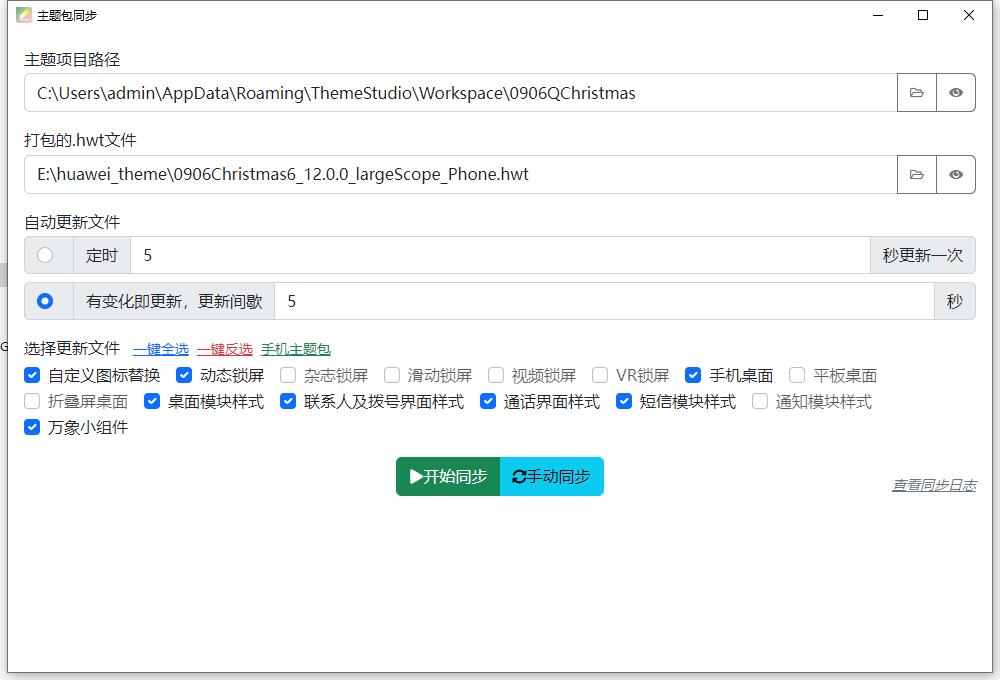 主题包同步
主题项目路径
C:\Users\admin\AppData\Roaming\ThemeStudio\Workspace\0906QChristmas
打包的.hwt文件
E:\huawei_theme\0906Christmas6_12.0.0_largeScope_Phone.hwt
自动更新文件
定时 5 秒更新一次
有变化即更新，更新间歇 5 秒
选择更新文件 一键全选 一键反选 手机主题包
自定义图标替换 动态锁屏 杂志锁屏 滑动锁屏 视频锁屏 VR锁屏 手机桌面 平板桌面
折叠屏桌面 桌面模块样式 联系人及拨号界面样式 通话界面样式 短信模块样式 通知模块样式
万象小组件
开始同步 手动同步
查看同步日志